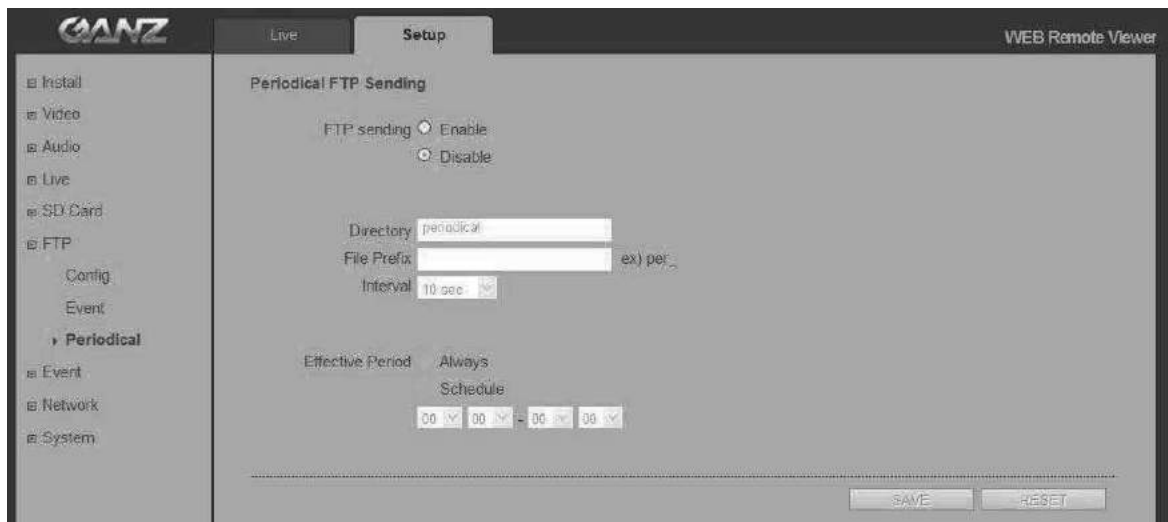 GANZ
Live
Setup
WEB Remote Viewer
Install
Video
Audio
Live
SD Card
FTP
Config
Event
Periodical
Event
Network
System
Periodical FTP Sending
FTP sending Enable
Disable
Directory periodical
File Prefix ex) per_
Interval 10 sec
Effective Period Always
Schedule
00 00 - 00 00
SAVE RESET